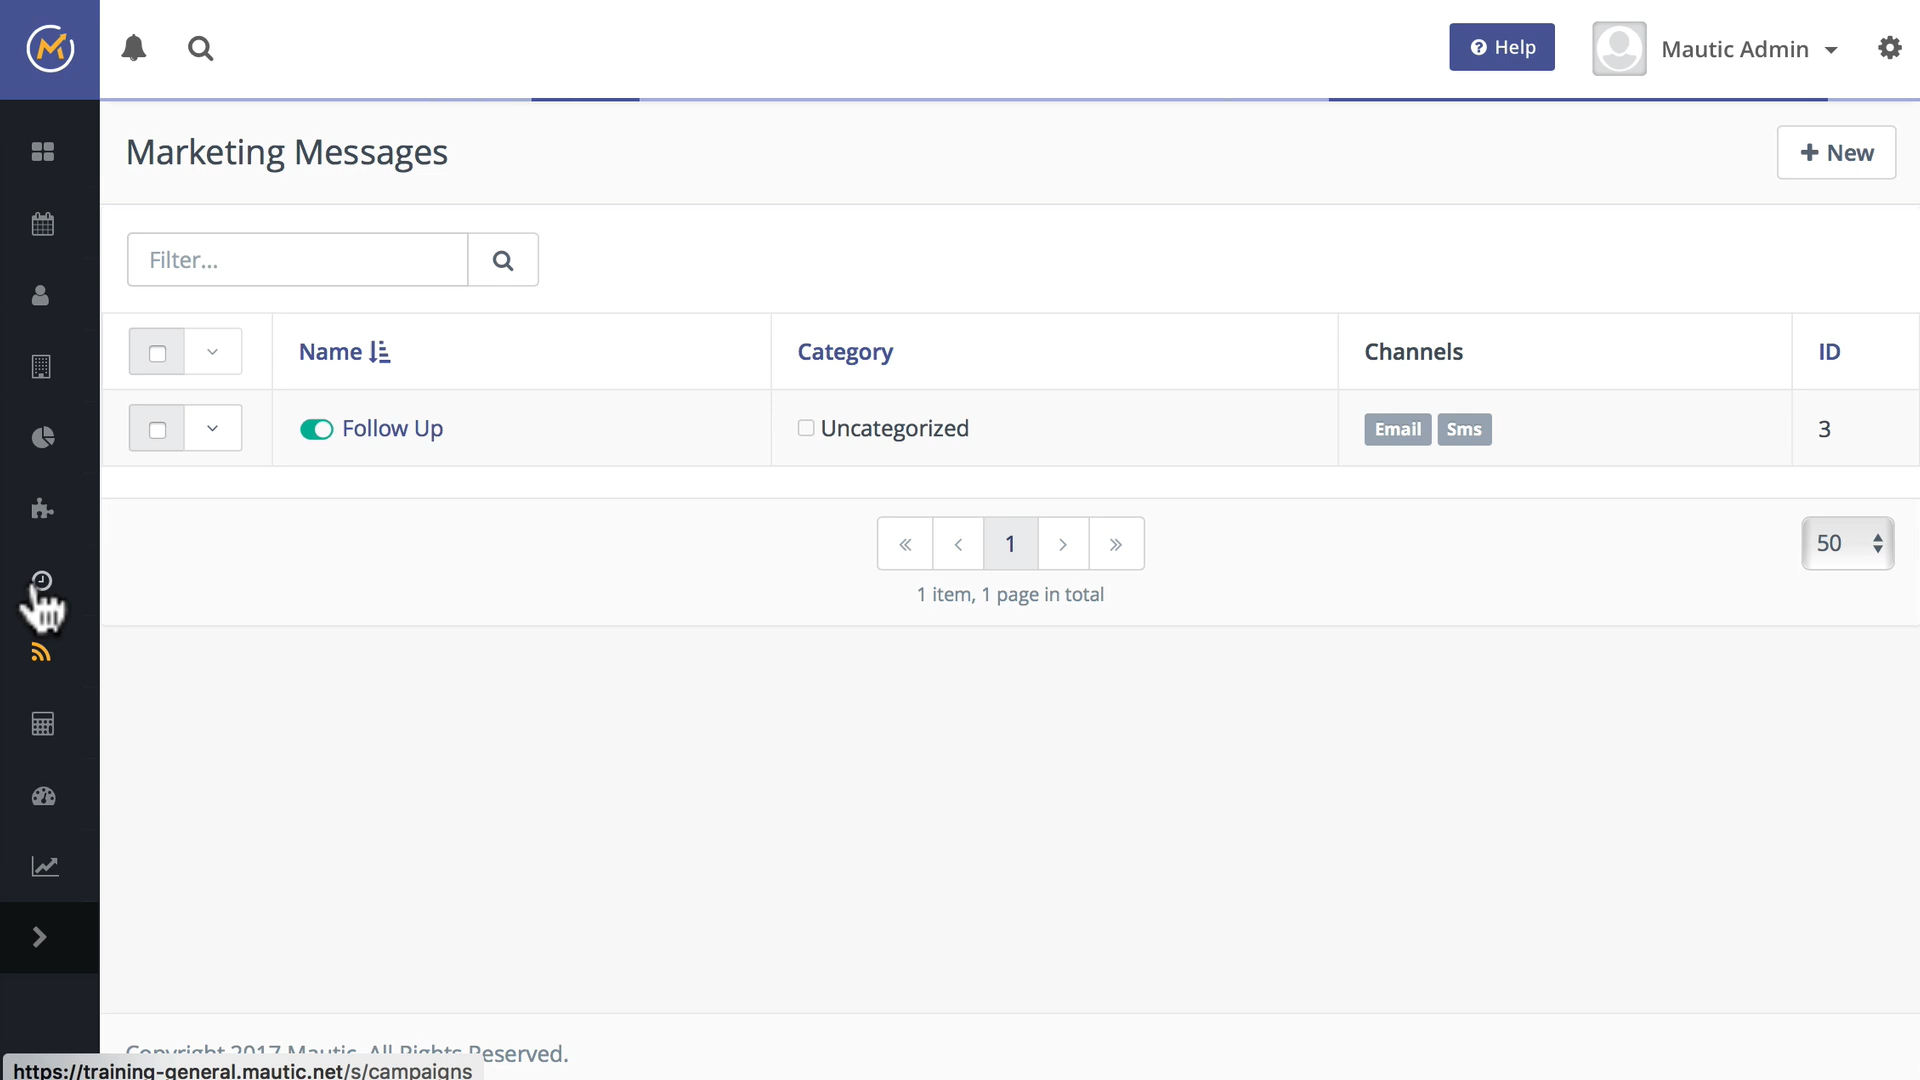 Help
Mautic Admin
Marketing Messages
New
Filter...
Name
Category
Channels
ID
Follow Up
Uncategorized
Email
Sms
3
«
‹
1
›
»
50
1 item, 1 page in total
Copyright 2017 Mautic. All Rights Reserved.
https://training-general.mautic.net/s/campaigns